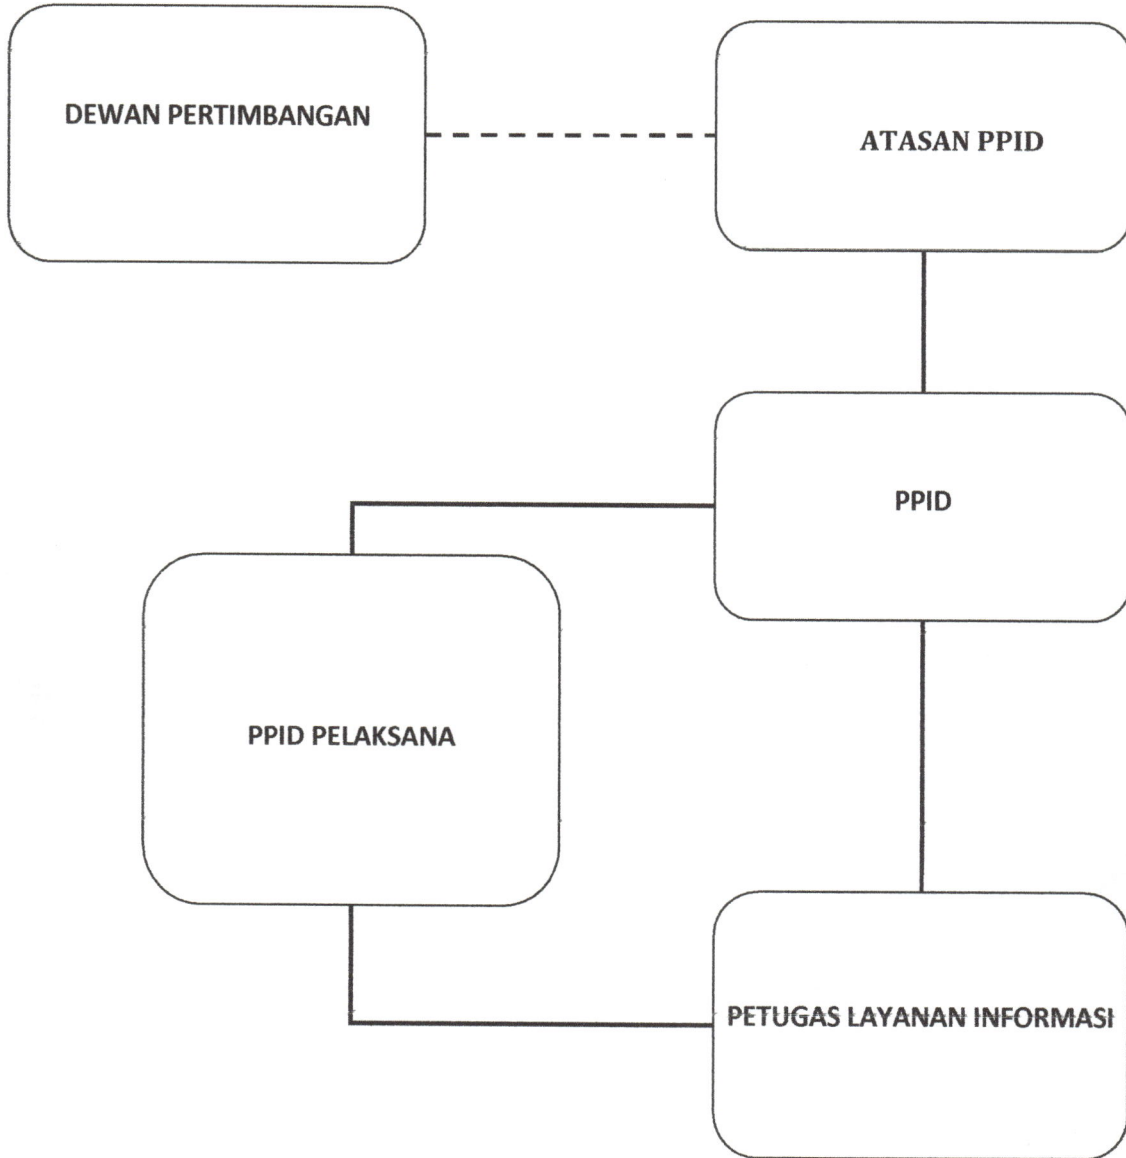 DEWAN PERTIMBANGAN
ATASAN PPID
PPID
PPID PELAKSANA
PETUGAS LAYANAN INFORMASI